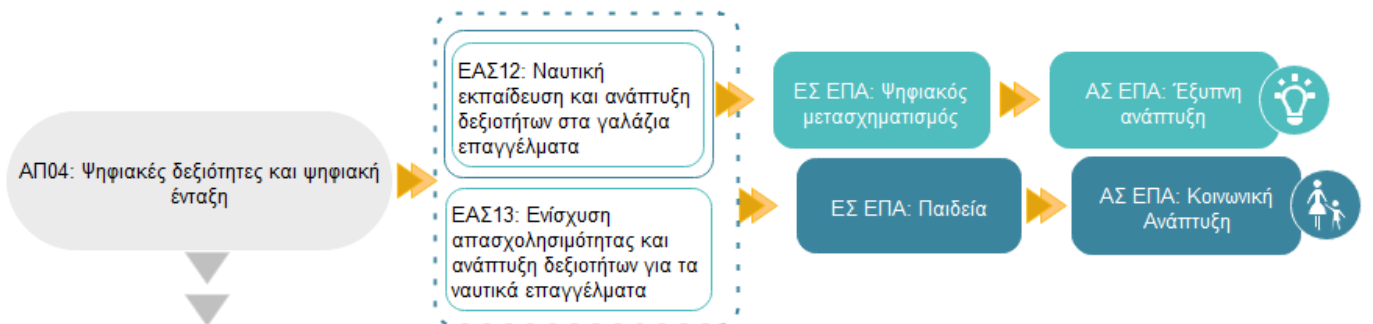 ΑΠ04: Ψηφιακές δεξιότητες και ψηφιακή
ένταξη
ΕΑΣ12: Ναυτική
εκπαίδευση και ανάπτυξη
δεξιοτήτων στα γαλάζια
επαγγέλματα
ΕΑΣ13: Ενίσχυση
απασχολησιμότητας και
ανάπτυξη δεξιοτήτων για τα
ναυτικά επαγγέλματα
ΕΣ ΕΠΑ: Ψηφιακός
μετασχηματισμός
ΑΣ ΕΠΑ: Έξυπνη
ανάπτυξη
ΕΣ ΕΠΑ: Παιδεία
ΑΣ ΕΠΑ: Κοινωνική
Ανάπτυξη